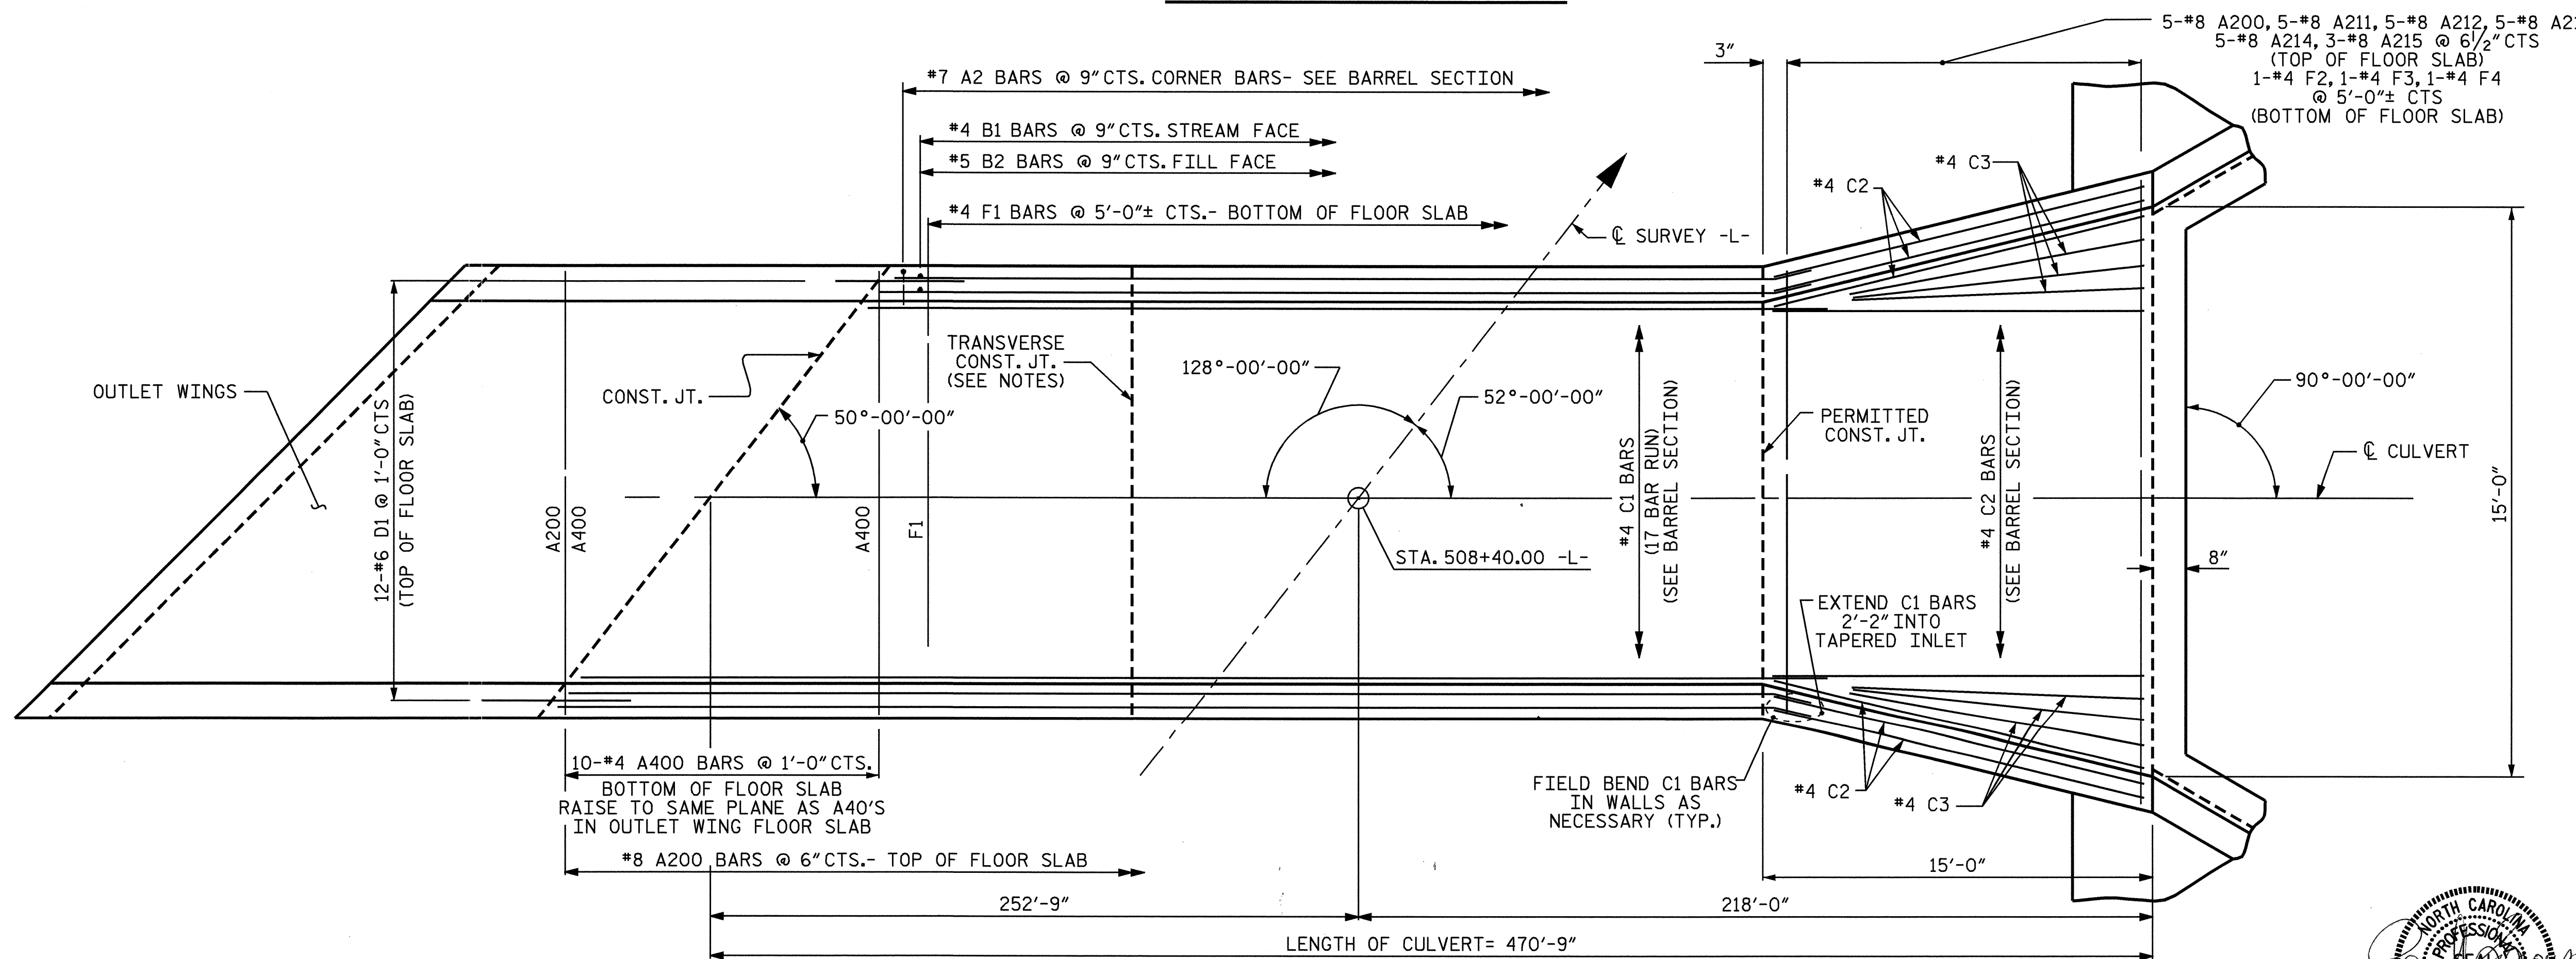 5-#8 A200, 5-#8 A211, 5-#8 A212, 5-#8
5-#8 A214, 3-#8 A215 @ 6 1/2" CTS
(TOP OF FLOOR SLAB)
1-#4 F2, 1-#4 F3, 1-#4 F4
@ 5'-0"± CTS
(BOTTOM OF FLOOR SLAB)
3"
#7 A2 BARS @ 9" CTS. CORNER BARS- SEE BARREL SECTION
#4 B1 BARS @ 9" CTS. STREAM FACE
#5 B2 BARS @ 9" CTS. FILL FACE
#4 F1 BARS @ 5'-0"± CTS.- BOTTOM OF FLOOR SLAB
℄ SURVEY -L-
#4 C2
#4 C3
OUTLET WINGS
12-#6 D1 @ 1'-0" CTS
(TOP OF FLOOR SLAB)
A200
A400
CONST. JT.
50°-00'-00"
A400
F1
TRANSVERSE
CONST. JT.
(SEE NOTES)
128°-00'-00"
52°-00'-00"
STA. 508+40.00 -L-
#4 C1 BARS
(17 BAR RUN)
(SEE BARREL SECTION)
PERMITTED
CONST. JT.
#4 C2 BARS
(SEE BARREL SECTION)
90°-00'-00"
℄ CULVERT
15'-0"
8"
EXTEND C1 BARS
2'-2" INTO
TAPERED INLET
10-#4 A400 BARS @ 1'-0" CTS.
BOTTOM OF FLOOR SLAB
RAISE TO SAME PLANE AS A40'S
IN OUTLET WING FLOOR SLAB
FIELD BEND C1 BARS
IN WALLS AS
NECESSARY (TYP.)
#4 C2
#4 C3
#8 A200 BARS @ 6" CTS.- TOP OF FLOOR SLAB
15'-0"
252'-9"
218'-0"
LENGTH OF CULVERT= 470'-9"
NORTH CAROLINA
PROFESSIONAL